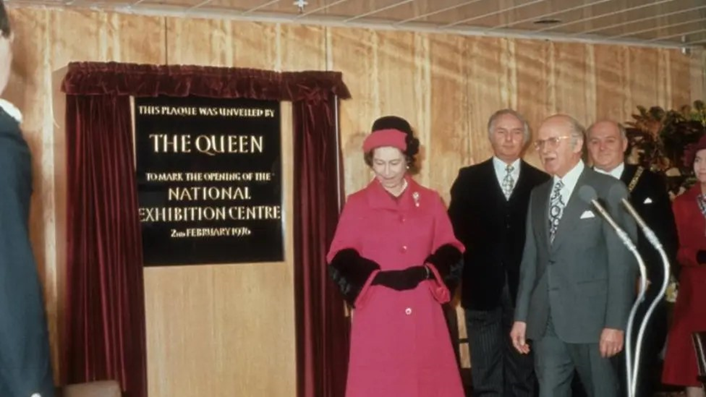 THIS PLAQUE WAS UNVEILED BY
THE QUEEN
TO MARK THE OPENING OF THE
NATIONAL
EXHIBITION CENTRE
2ND FEBRUARY 1976